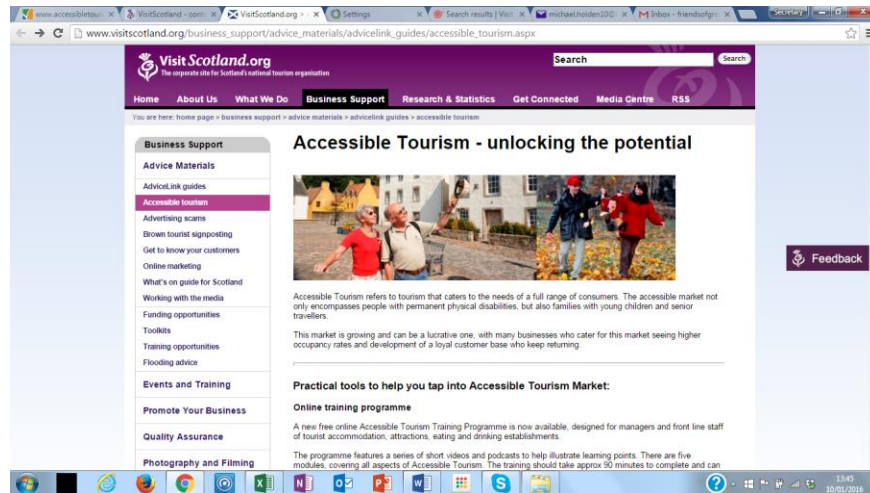 www.accessibletour
VisitScotland - cont
VisitScotland.org >
Settings
Search results | Visit
michael.holden10@
Inbox - friendsofgro
Secretary
www.visitscotland.org/business_support/advice_materials/advicelink_guides/accessible_tourism.aspx
Visit Scotland.org
The corporate site for Scotland's national tourism organisation
Search
Search
Home About Us What We Do Business Support Research & Statistics Get Connected Media Centre RSS
You are here: home page > business support > advice materials > advicelink guides > accessible tourism
Business Support
Advice Materials
AdviceLink guides
Accessible tourism
Advertising scams
Brown tourist signposting
Get to know your customers
Online marketing
What's on guide for Scotland
Working with the media
Funding opportunities
Toolkits
Training opportunities
Flooding advice
Events and Training
Promote Your Business
Quality Assurance
Photography and Filming
Accessible Tourism - unlocking the potential
Accessible Tourism refers to tourism that caters to the needs of a full range of consumers. The accessible market not
only encompasses people with permanent physical disabilities, but also families with young children and senior
travellers.
This market is growing and can be a lucrative one, with many businesses who cater for this market seeing higher
occupancy rates and development of a loyal customer base who keep returning.
Practical tools to help you tap into Accessible Tourism Market:
Online training programme
A new free online Accessible Tourism Training Programme is now available, designed for managers and front line staff
of tourist accommodation, attractions, eating and drinking establishments.
The programme features a series of short videos and podcasts to help illustrate learning points. There are five
modules, covering all aspects of Accessible Tourism. The training should take approx 90 minutes to complete and can
Feedback
13:45
10/01/2016